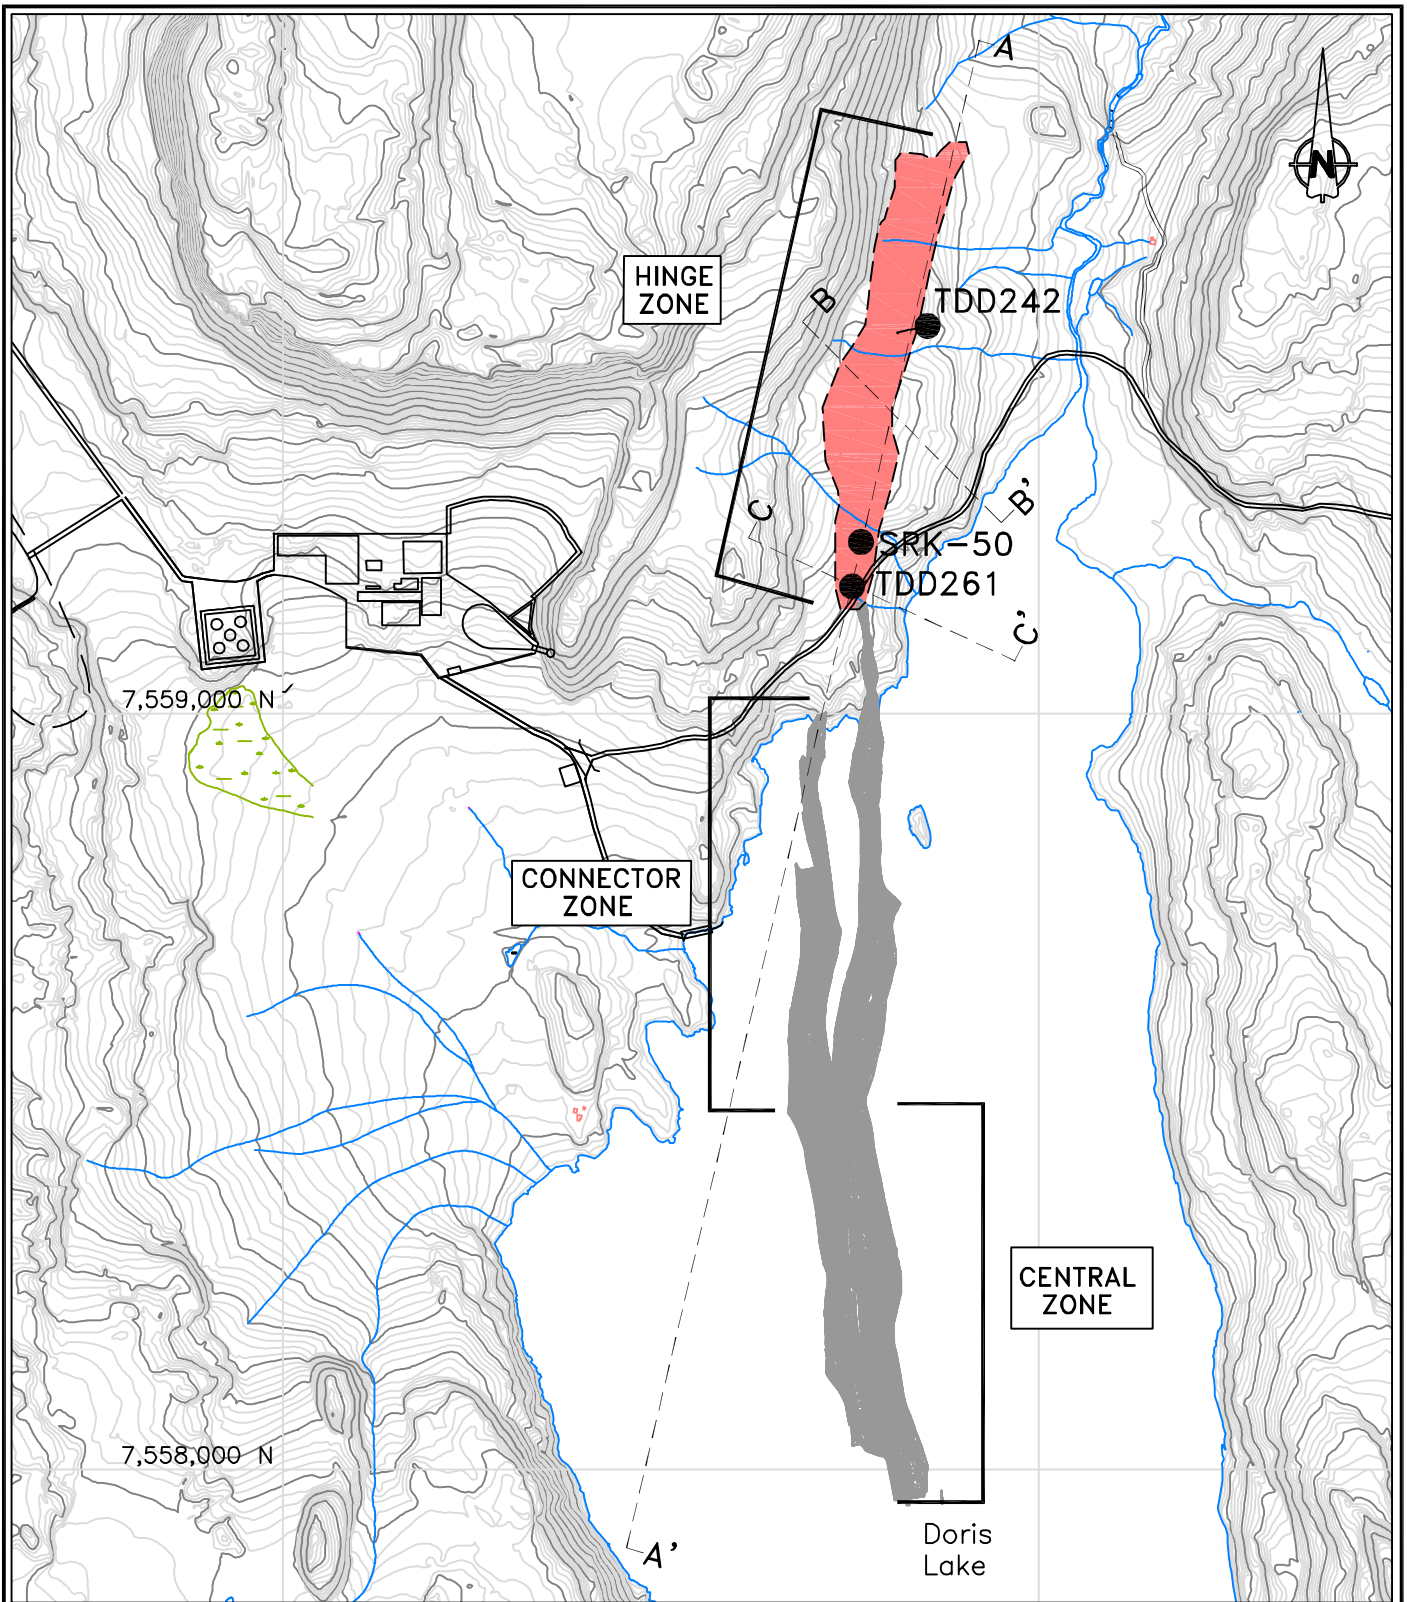 A
N
HINGE
ZONE
B
TDD242
C
B'
SRK-50
TDD261
C'
7,559,000 N
CONNECTOR
ZONE
CENTRAL
ZONE
7,558,000 N
A'
Doris
Lake